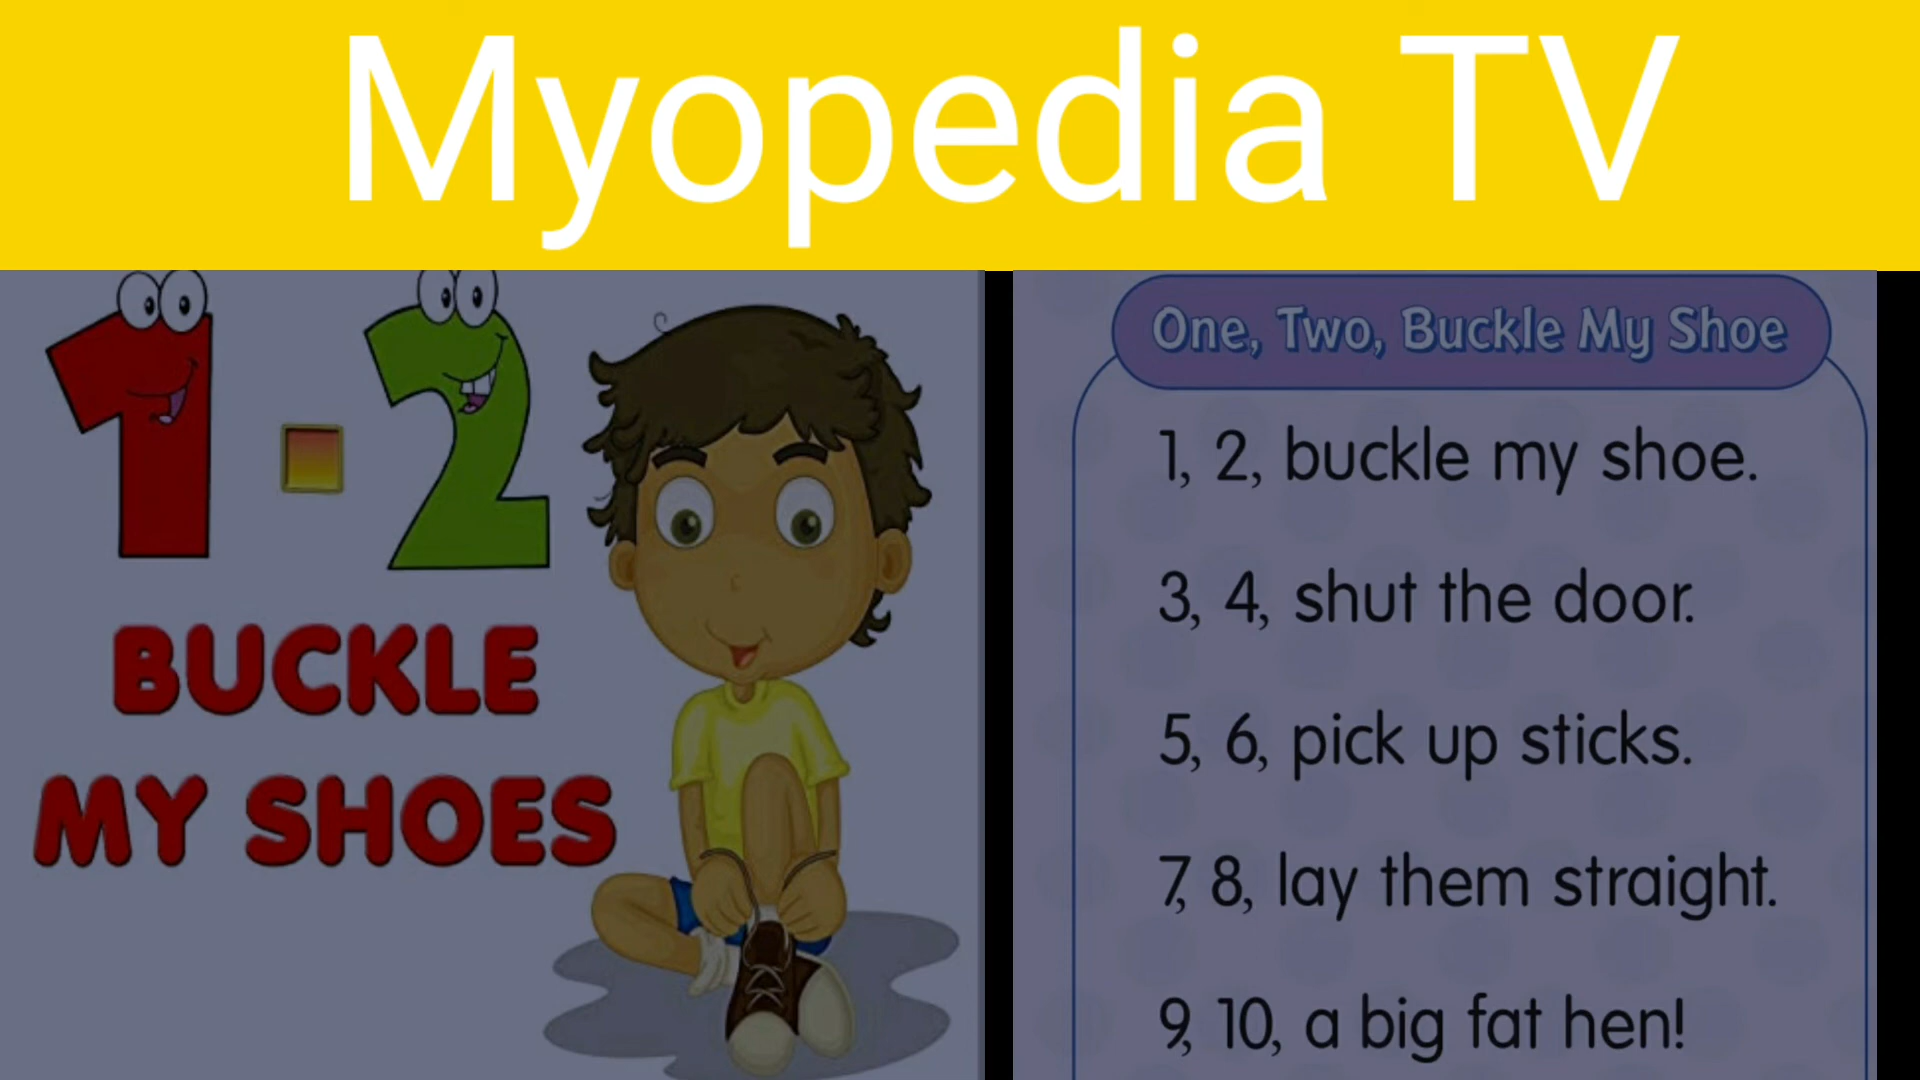 Myopedia TV
1 - 2
BUCKLE
MY SHOES
One, Two, Buckle My Shoe
1, 2, buckle my shoe.
3, 4, shut the door.
5, 6, pick up sticks.
7, 8, lay them straight.
9, 10, a big fat hen!